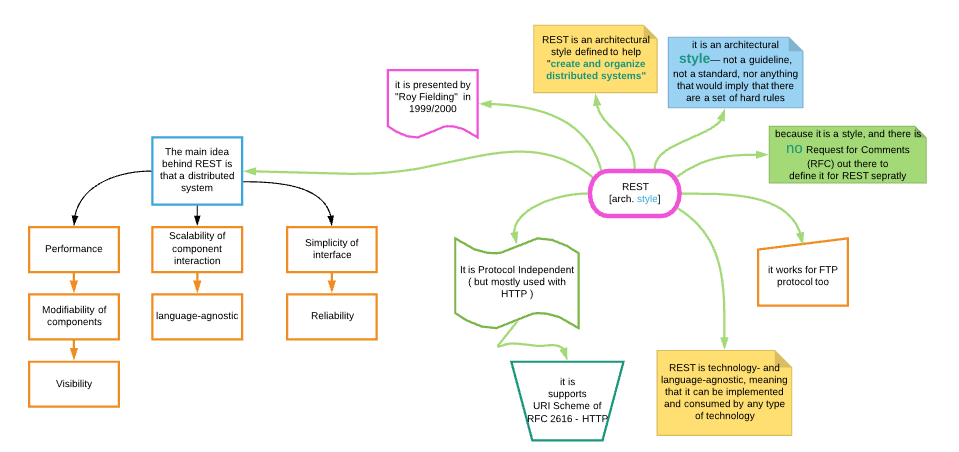 REST is an architectural
style defined to help
"create and organize
distributed systems"
it is an architectural
style— not a guideline,
not a standard, nor anything
that would imply that there
are a set of hard rules
it is presented by
"Roy Fielding" in
1999/2000
because it is a style, and there is
no Request for Comments
(RFC) out there to
define it for REST sepratly
The main idea
behind REST is
that a distributed
system
REST
[arch. style]
Performance
Scalability of
component
interaction
Simplicity of
interface
It is Protocol Independent
( but mostly used with
HTTP )
it works for FTP
protocol too
Modifiability of
components
language-agnostic
Reliability
Visibility
it is
supports
URI Scheme of
RFC 2616 - HTTP
REST is technology- and
language-agnostic, meaning
that it can be implemented
and consumed by any type
of technology